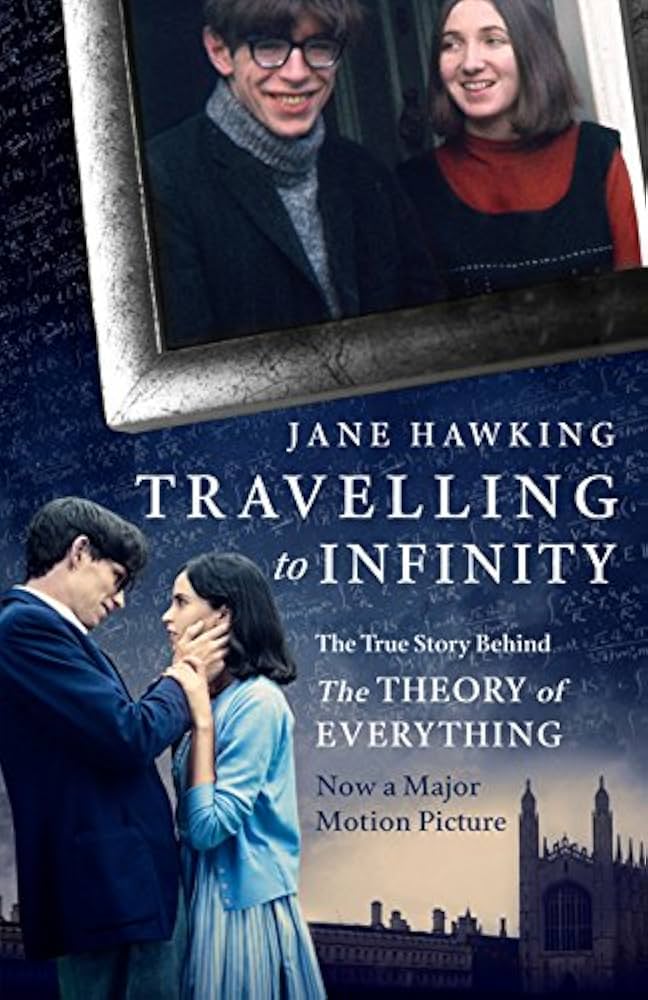 JANE HAWKING
TRAVELLING
to INFINITY
The True Story Behind
The THEORY of
EVERYTHING
Now a Major
Motion Picture